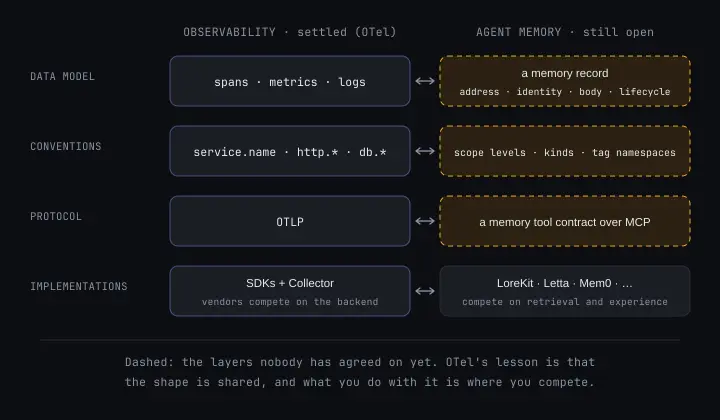 OBSERVABILITY · settled (OTel)
AGENT MEMORY · still open
DATA MODEL
spans · metrics · logs
a memory record
address · identity · body · lifecycle
CONVENTIONS
service.name · http.* · db.*
scope levels · kinds · tag namespaces
PROTOCOL
OTLP
a memory tool contract over MCP
IMPLEMENTATIONS
SDKs + Collector
vendors compete on the backend
LoreKit · Letta · Mem0 · …
compete on retrieval and experience
Dashed: the layers nobody has agreed on yet. OTel's lesson is that
the shape is shared, and what you do with it is where you compete.